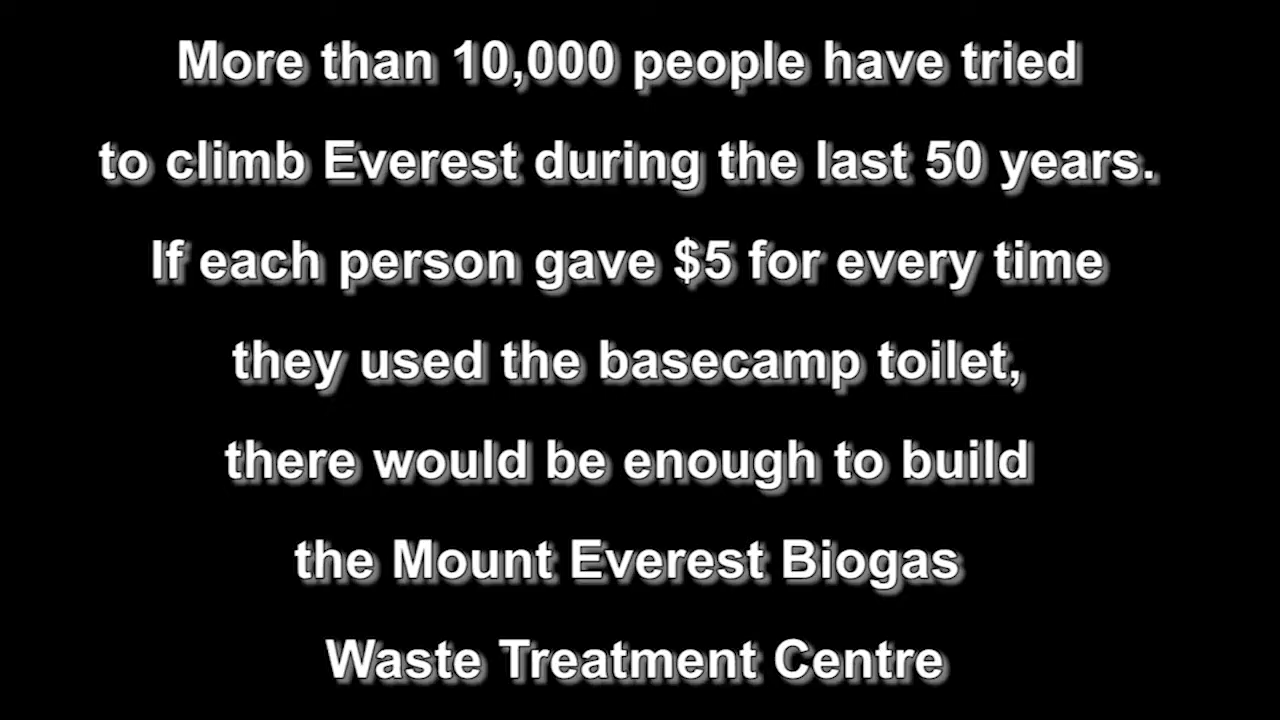 More than 10,000 people have tried
to climb Everest during the last 50 years.
If each person gave $5 for every time
they used the basecamp toilet,
there would be enough to build
the Mount Everest Biogas
Waste Treatment Centre